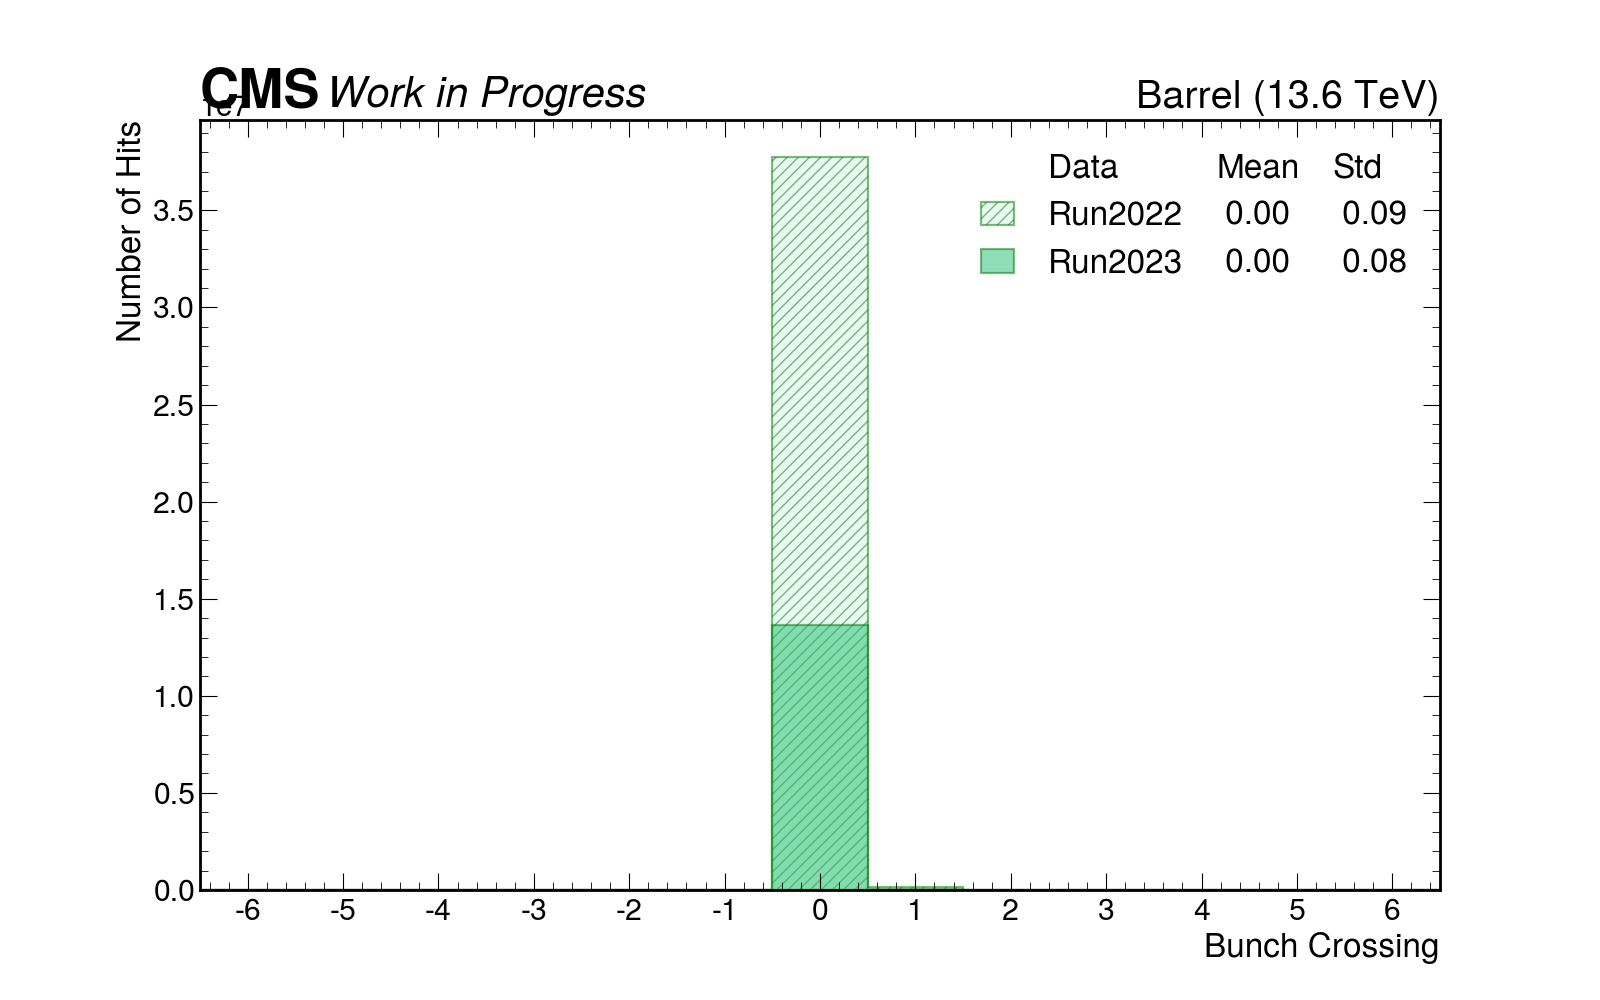 CMS Work in Progress
Barrel (13.6 TeV)
1e7
Number of Hits
Data Mean Std
Run2022 0.00 0.09
Run2023 0.00 0.08
3.5
3.0
2.5
2.0
1.5
1.0
0.5
0.0
-6 -5 -4 -3 -2 -1 0 1 2 3 4 5 6
Bunch Crossing